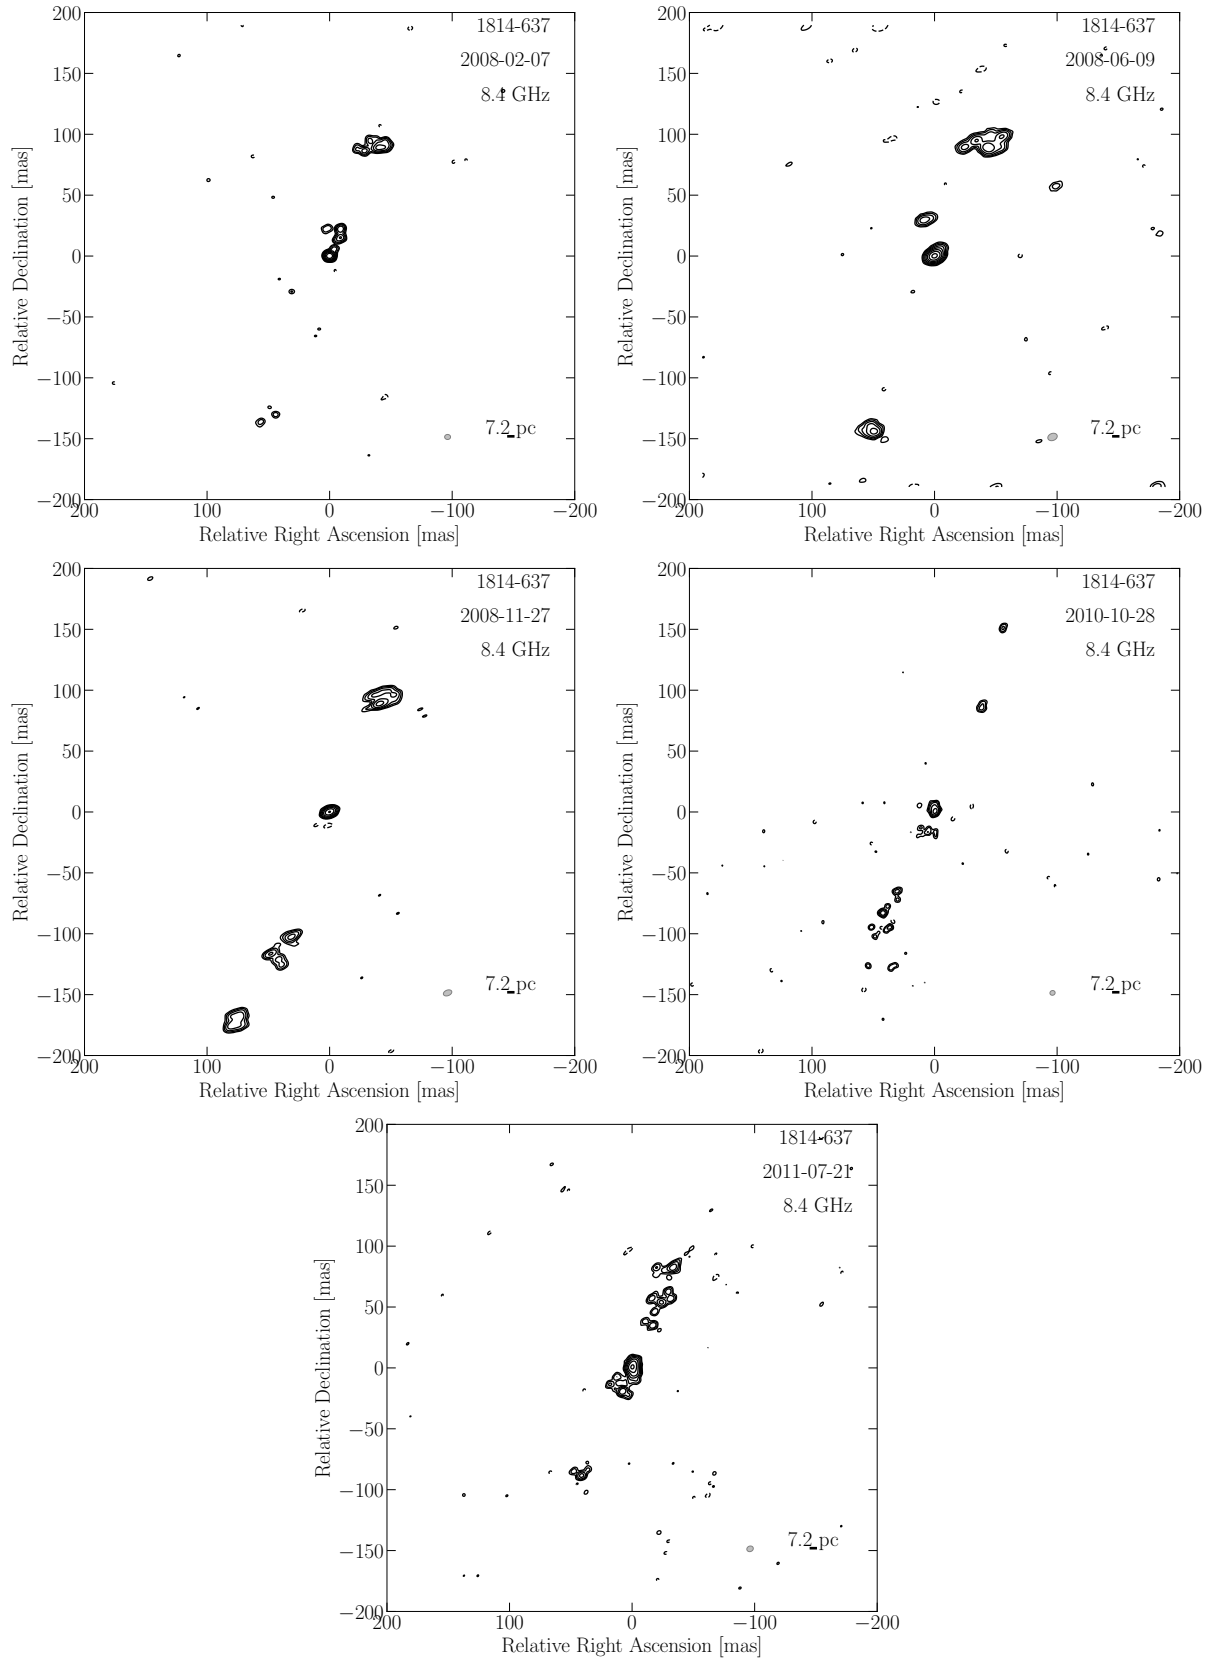 200
150
100
50
0
−50
−100
−150
−200
200 100 0 −100 −200
Relative Right Ascension [mas]
Relative Declination [mas]
1814-637
2008-02-07
8.4 GHz
7.2 pc
200
150
100
50
0
−50
−100
−150
−200
200 100 0 −100 −200
Relative Right Ascension [mas]
Relative Declination [mas]
1814-637
2008-06-09
8.4 GHz
7.2 pc
200
150
100
50
0
−50
−100
−150
−200
200 100 0 −100 −200
Relative Right Ascension [mas]
Relative Declination [mas]
1814-637
2008-11-27
8.4 GHz
7.2 pc
200
150
100
50
0
−50
−100
−150
−200
200 100 0 −100 −200
Relative Right Ascension [mas]
Relative Declination [mas]
1814-637
2010-10-28
8.4 GHz
7.2 pc
200
150
100
50
0
−50
−100
−150
−200
200 100 0 −100 −200
Relative Right Ascension [mas]
Relative Declination [mas]
1814-637
2011-07-21
8.4 GHz
7.2 pc